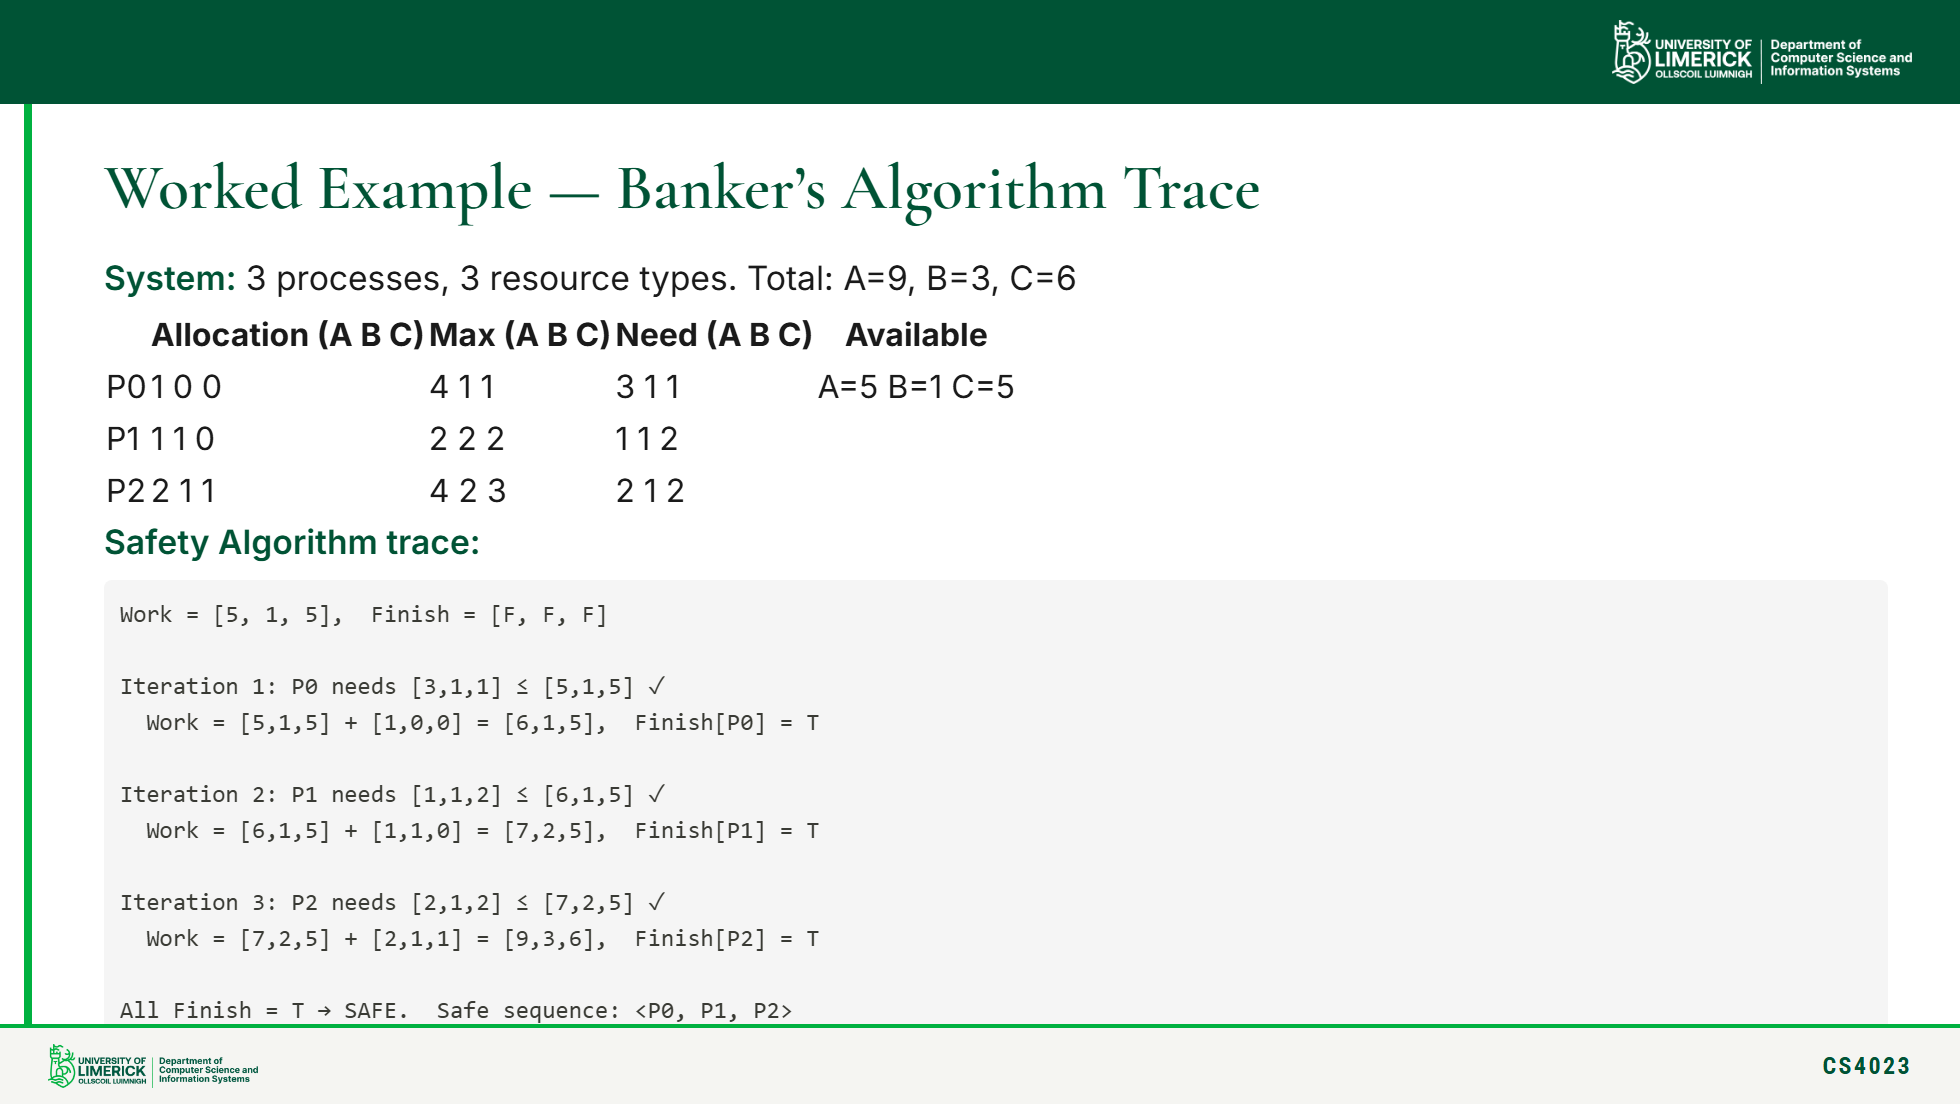 UNIVERSITY OF
LIMERICK
OLLSCOIL LUIMNIGH
Department of
Computer Science and
Information Systems
Worked Example — Banker’s Algorithm Trace
System: 3 processes, 3 resource types. Total: A=9, B=3, C=6
Allocation (A B C) Max (A B C) Need (A B C) Available
P0 1 0 0 4 1 1 3 1 1 A=5 B=1 C=5
P1 1 1 0 2 2 2 1 1 2
P2 2 1 1 4 2 3 2 1 2
Safety Algorithm trace:
Work = [5, 1, 5], Finish = [F, F, F]
Iteration 1: P0 needs [3,1,1] ≤ [5,1,5] ✓
Work = [5,1,5] + [1,0,0] = [6,1,5], Finish[P0] = T
Iteration 2: P1 needs [1,1,2] ≤ [6,1,5] ✓
Work = [6,1,5] + [1,1,0] = [7,2,5], Finish[P1] = T
Iteration 3: P2 needs [2,1,2] ≤ [7,2,5] ✓
Work = [7,2,5] + [2,1,1] = [9,3,6], Finish[P2] = T
All Finish = T → SAFE. Safe sequence: <P0, P1, P2>
UNIVERSITY OF
LIMERICK
OLLSCOIL LUIMNIGH
Department of
Computer Science and
Information Systems
CS4023